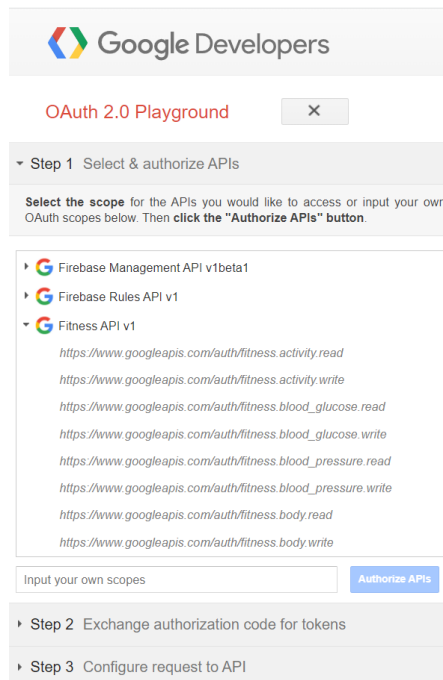 Google Developers
OAuth 2.0 Playground
Step 1 Select & authorize APIs
Select the scope for the APIs you would like to access or input your own
OAuth scopes below. Then click the "Authorize APIs" button.
Firebase Management API v1beta1
Firebase Rules API v1
Fitness API v1
https://www.googleapis.com/auth/fitness.activity.read
https://www.googleapis.com/auth/fitness.activity.write
https://www.googleapis.com/auth/fitness.blood_glucose.read
https://www.googleapis.com/auth/fitness.blood_glucose.write
https://www.googleapis.com/auth/fitness.blood_pressure.read
https://www.googleapis.com/auth/fitness.blood_pressure.write
https://www.googleapis.com/auth/fitness.body.read
https://www.googleapis.com/auth/fitness.body.write
Input your own scopes
Authorize APIs
Step 2 Exchange authorization code for tokens
Step 3 Configure request to API